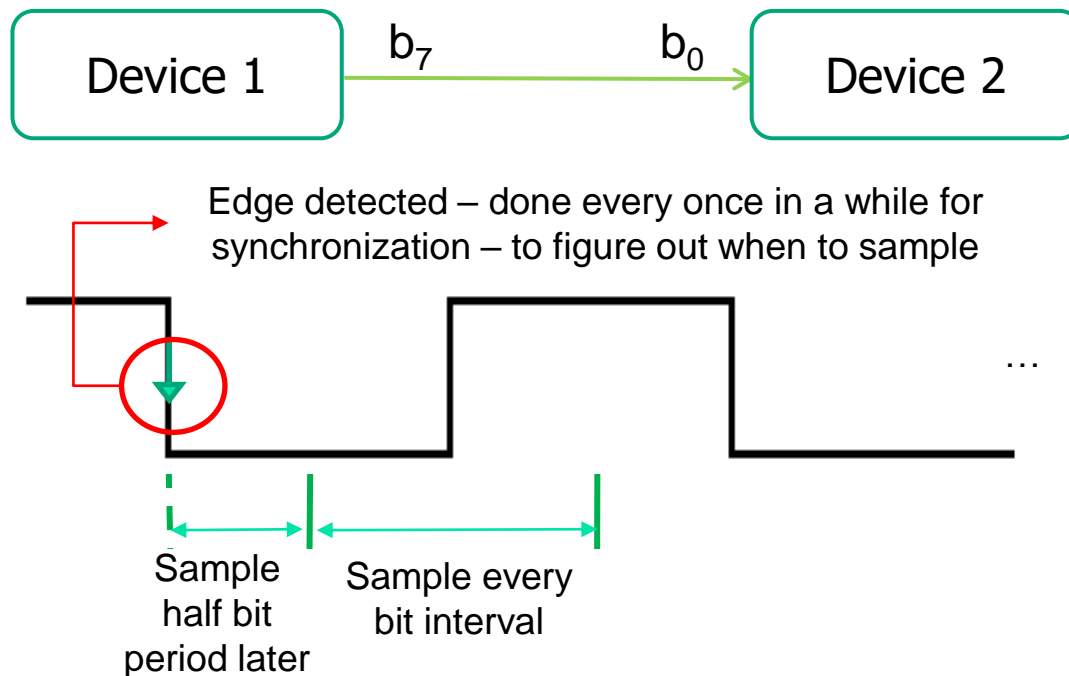 Device 1
b₇
b₀
Device 2
Edge detected – done every once in a while for
synchronization – to figure out when to sample
...
Sample
half bit
period later
Sample every
bit interval